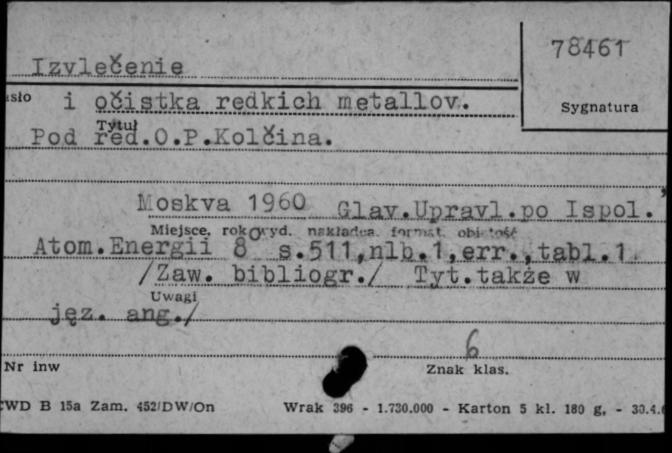 78461
Izvlečenie
asło i očistka redkich metallov.
Sygnatura
Tytuł
Pod red.O.P.Kolčina.
Moskva 1960 Glav.Upravl.po Ispol.
Miejsce, rok wyd. nakładca, format, objętość
Atom.Energii 8° s.511,nlb.1,err.,tabl.1
/Zaw. bibliogr./ Tyt.także w
Uwagi
jęz. ang./
6
Nr inw Znak klas.
CWD B 15a Zam. 452/DW/On Wrak 396 - 1.730.000 - Karton 5 kl. 180 g, - 30.4.